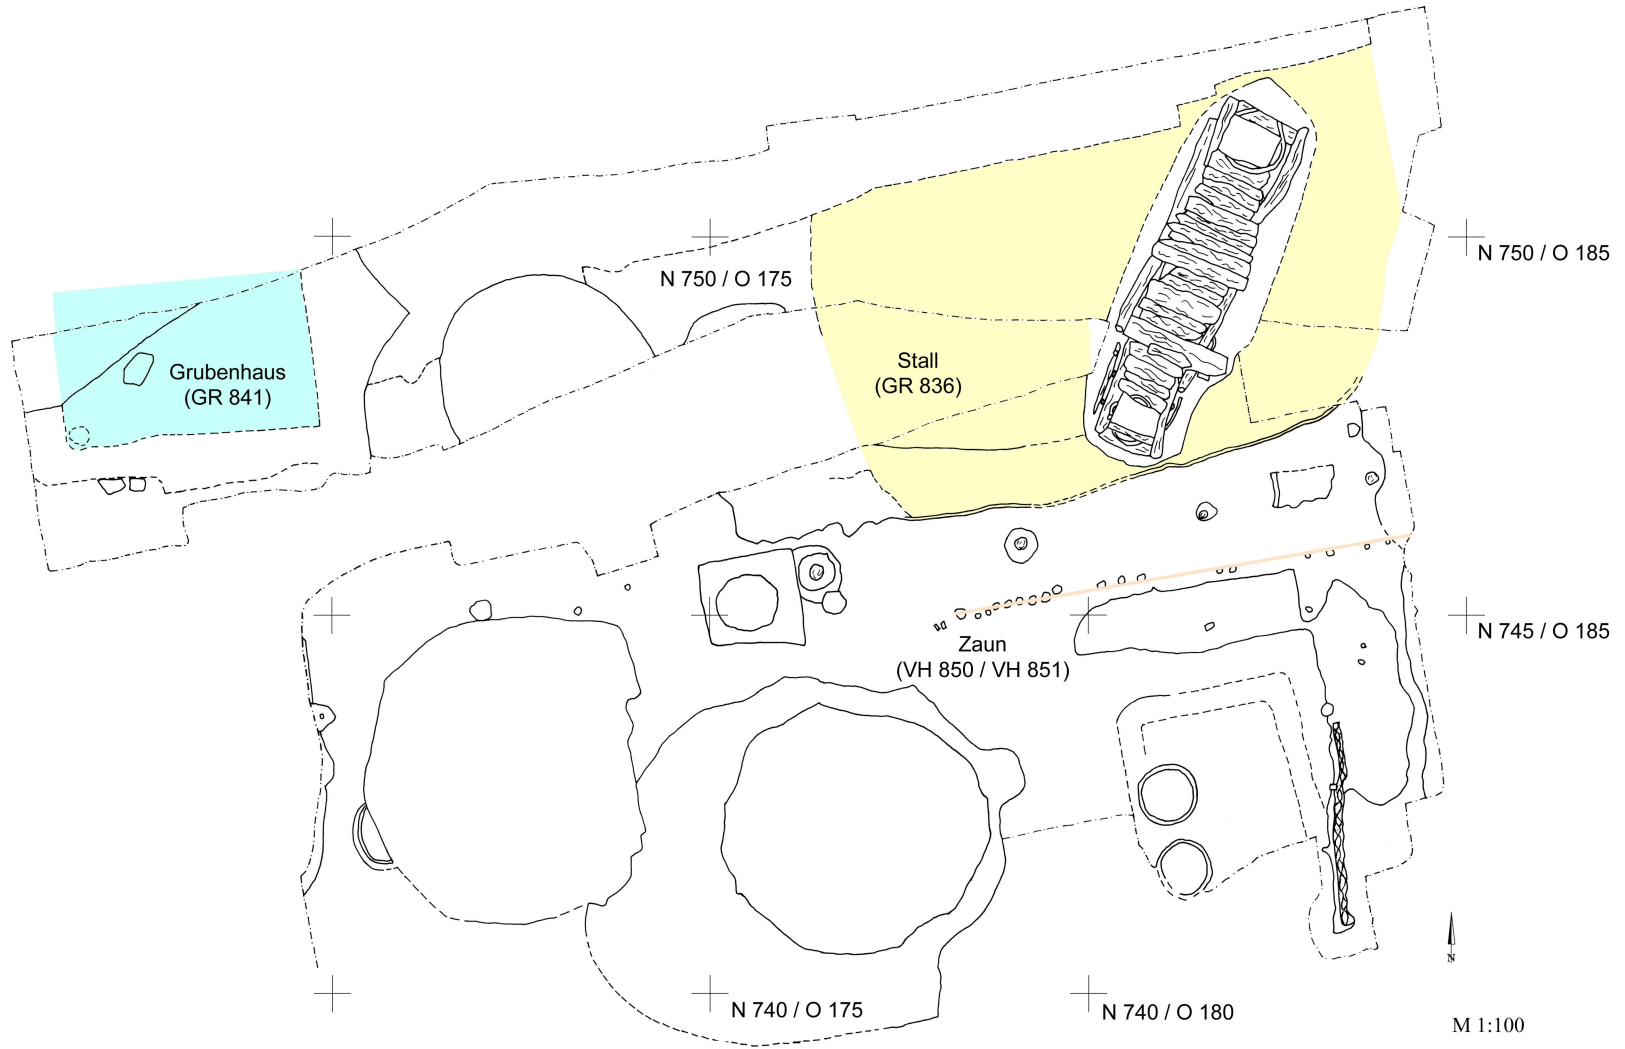 N 750 / O 175
N 750 / O 185
Grubenhaus
(GR 841)
Stall
(GR 836)
Zaun
(VH 850 / VH 851)
N 745 / O 185
N
N 740 / O 175
N 740 / O 180
M 1:100